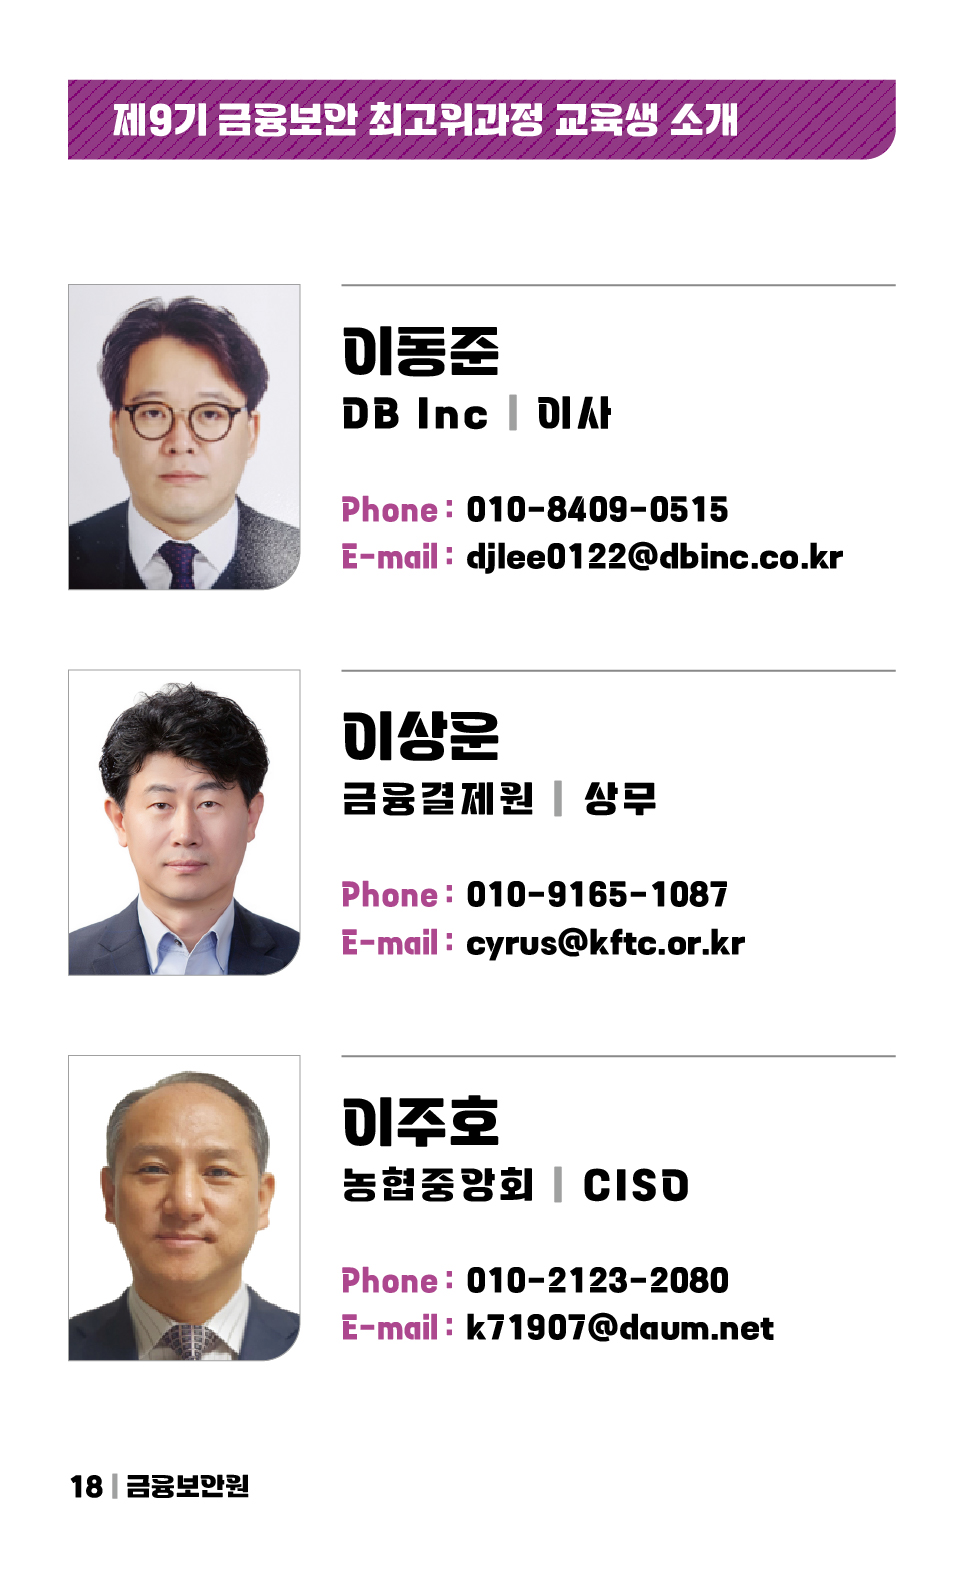 제9기 금융보안 최고위과정 교육생 소개
이동준
DB Inc | 이사
Phone : 010-8409-0515
E-mail : djlee0122@dbinc.co.kr
이상운
금융결제원 | 상무
Phone : 010-9165-1087
E-mail : cyrus@kftc.or.kr
이주호
농협중앙회 | CISO
Phone : 010-2123-2080
E-mail : k71907@daum.net
18 | 금융보안원